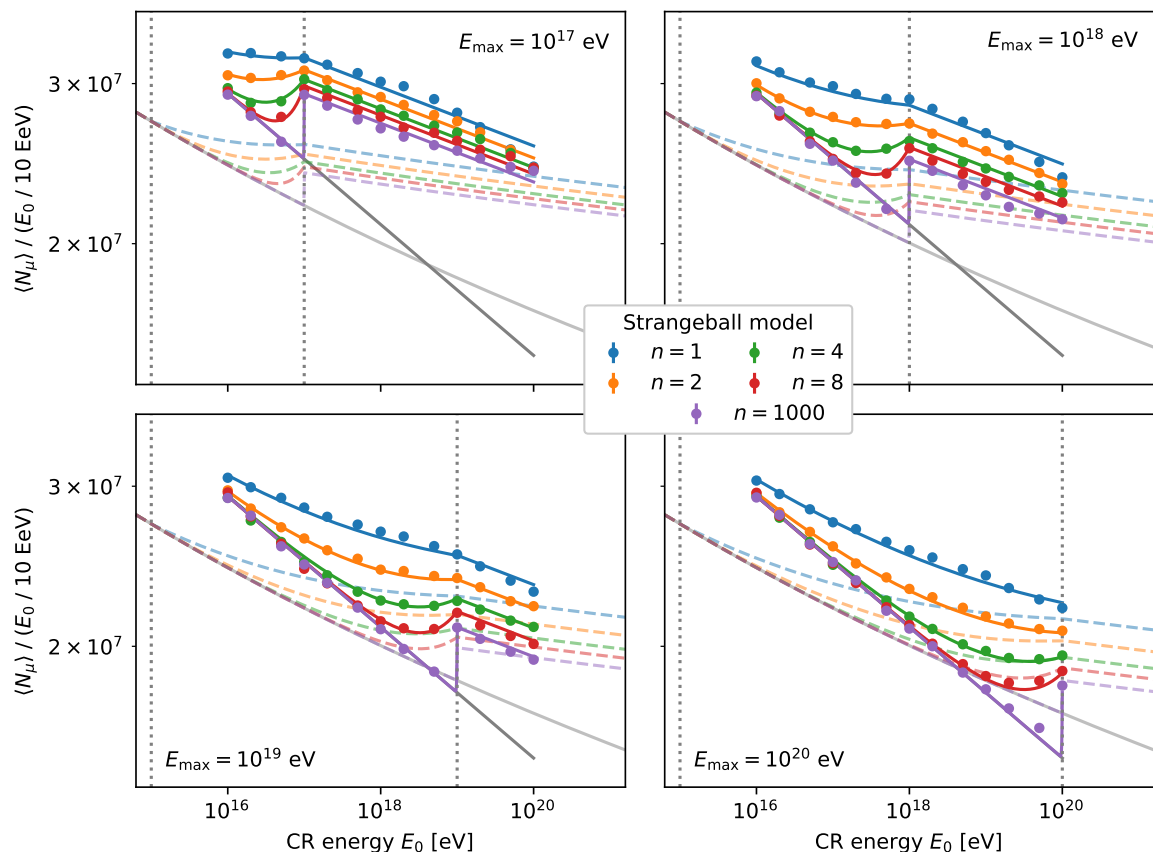 E_max = 10^17 eV
E_max = 10^18 eV
3 × 10^7
2 × 10^7
⟨N_μ⟩ / (E_0 / 10 EeV)
Strangeball model
n = 1
n = 4
n = 2
n = 8
n = 1000
3 × 10^7
2 × 10^7
⟨N_μ⟩ / (E_0 / 10 EeV)
E_max = 10^19 eV
E_max = 10^20 eV
10^16
10^18
10^20
10^16
10^18
10^20
CR energy E_0 [eV]
CR energy E_0 [eV]